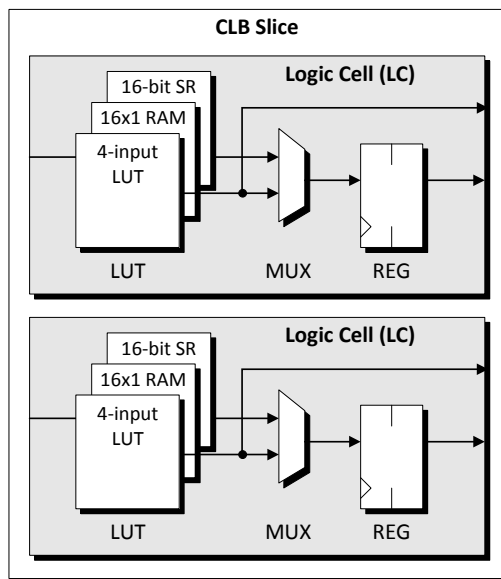 CLB Slice
Logic Cell (LC)
16-bit SR
16x1 RAM
4-input
LUT
LUT
MUX
REG
Logic Cell (LC)
16-bit SR
16x1 RAM
4-input
LUT
LUT
MUX
REG